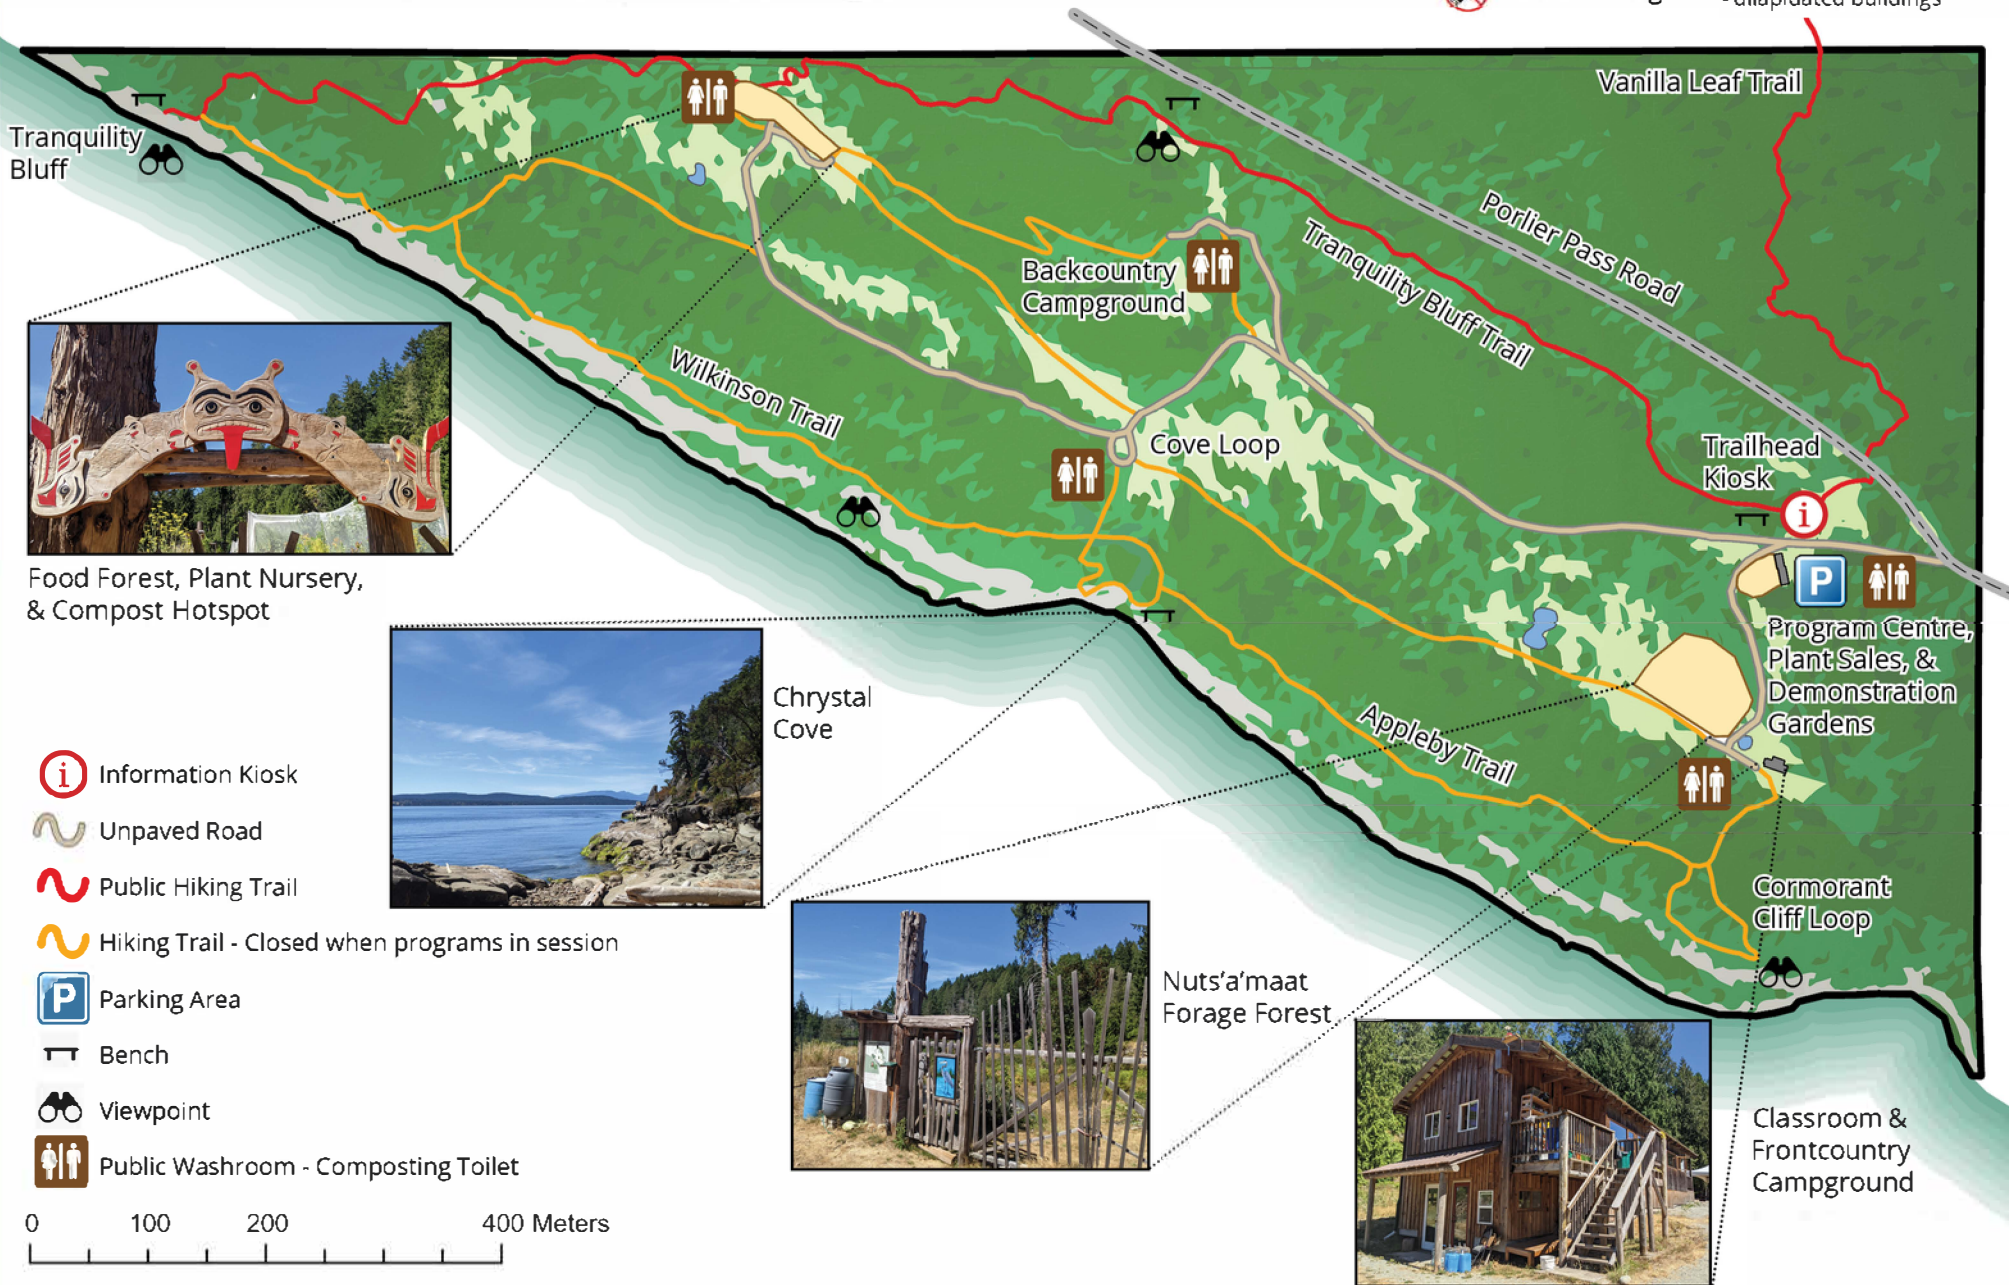 - dilapidated buildings
Vanilla Leaf Trail
Tranquility
Bluff
Porlier Pass Road
Tranquility Bluff Trail
Backcountry
Campground
Wilkinson Trail
Cove Loop
Trailhead
Kiosk
i
P
Food Forest, Plant Nursery,
& Compost Hotspot
Program Centre,
Plant Sales, &
Demonstration
Gardens
Chrystal
Cove
Appleby Trail
Cormorant
Cliff Loop
Nuts'a'maat
Forage Forest
Classroom &
Frontcountry
Campground
i Information Kiosk
Unpaved Road
Public Hiking Trail
Hiking Trail - Closed when programs in session
P Parking Area
Bench
Viewpoint
Public Washroom - Composting Toilet
0 100 200 400 Meters